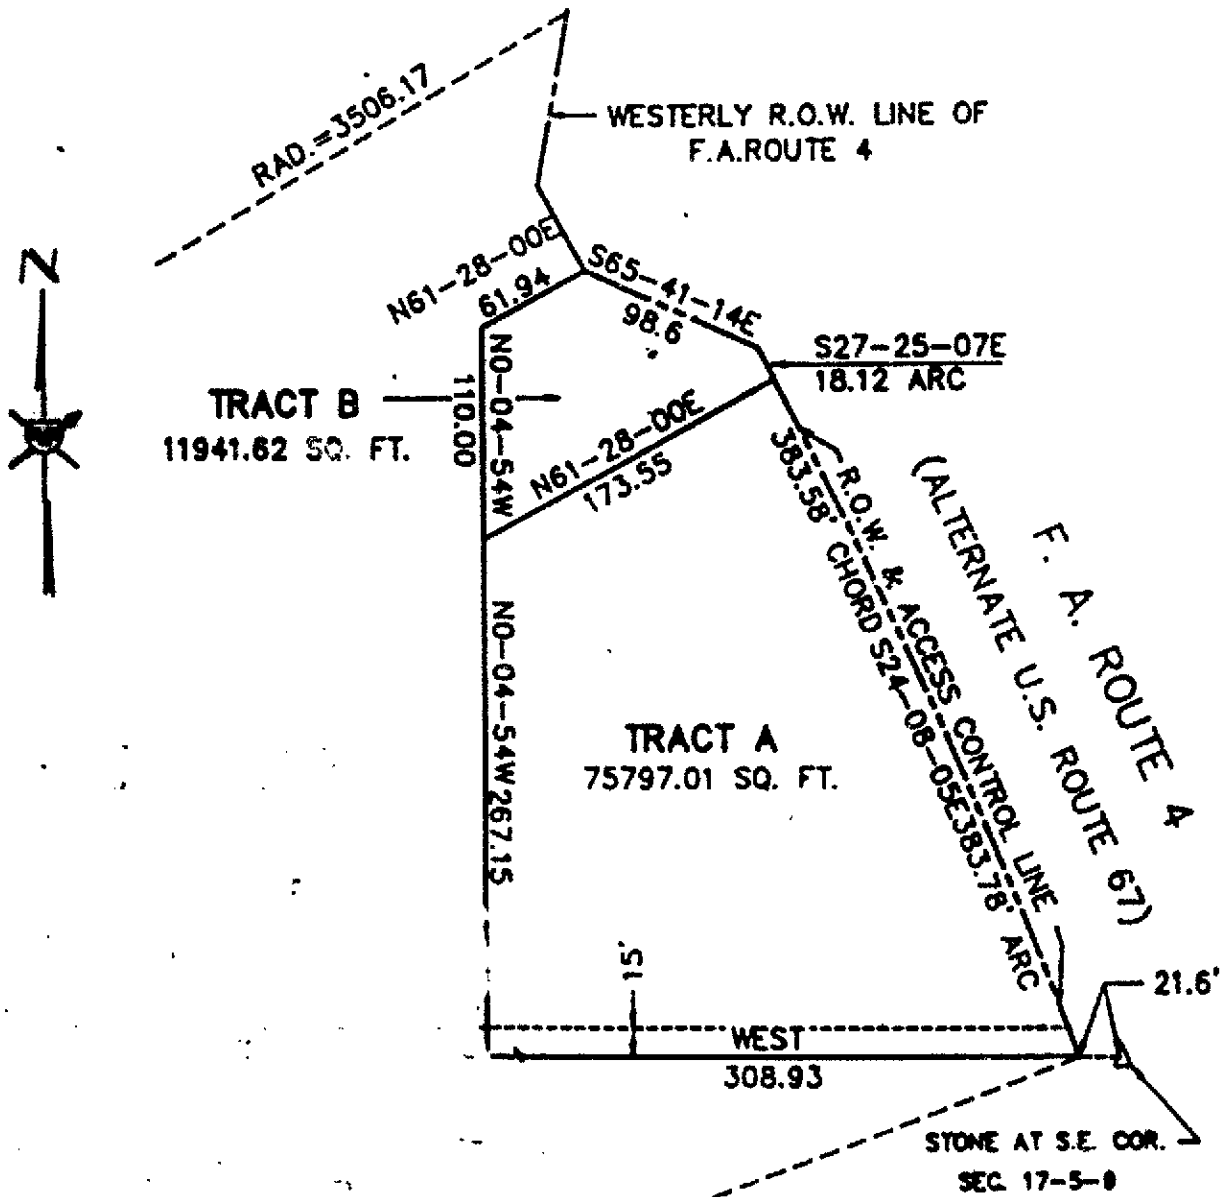 RAD.=3506.17
WESTERLY R.O.W. LINE OF
F.A.ROUTE 4
N
N61-28-00E
61.94
S65-41-14E
98.6
S27-25-07E
18.12 ARC
TRACT B
11941.62 SQ. FT.
N0-04-54W
110.00
N61-28-00E
173.55
R.O.W. & ACCESS CONTROL LINE
383.58' CHORD S24-08-05E383.78' ARC
F. A. ROUTE 4
(ALTERNATE U.S. ROUTE 67)
N0-04-54W267.15
TRACT A
75797.01 SQ. FT.
15'
21.6'
WEST
308.93
STONE AT S.E. COR.
SEC. 17-5-